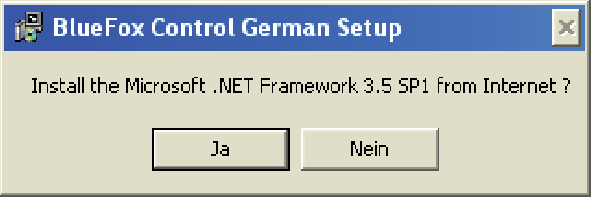 BlueFox Control German Setup
Install the Microsoft .NET Framework 3.5 SP1 from Internet ?
Ja
Nein